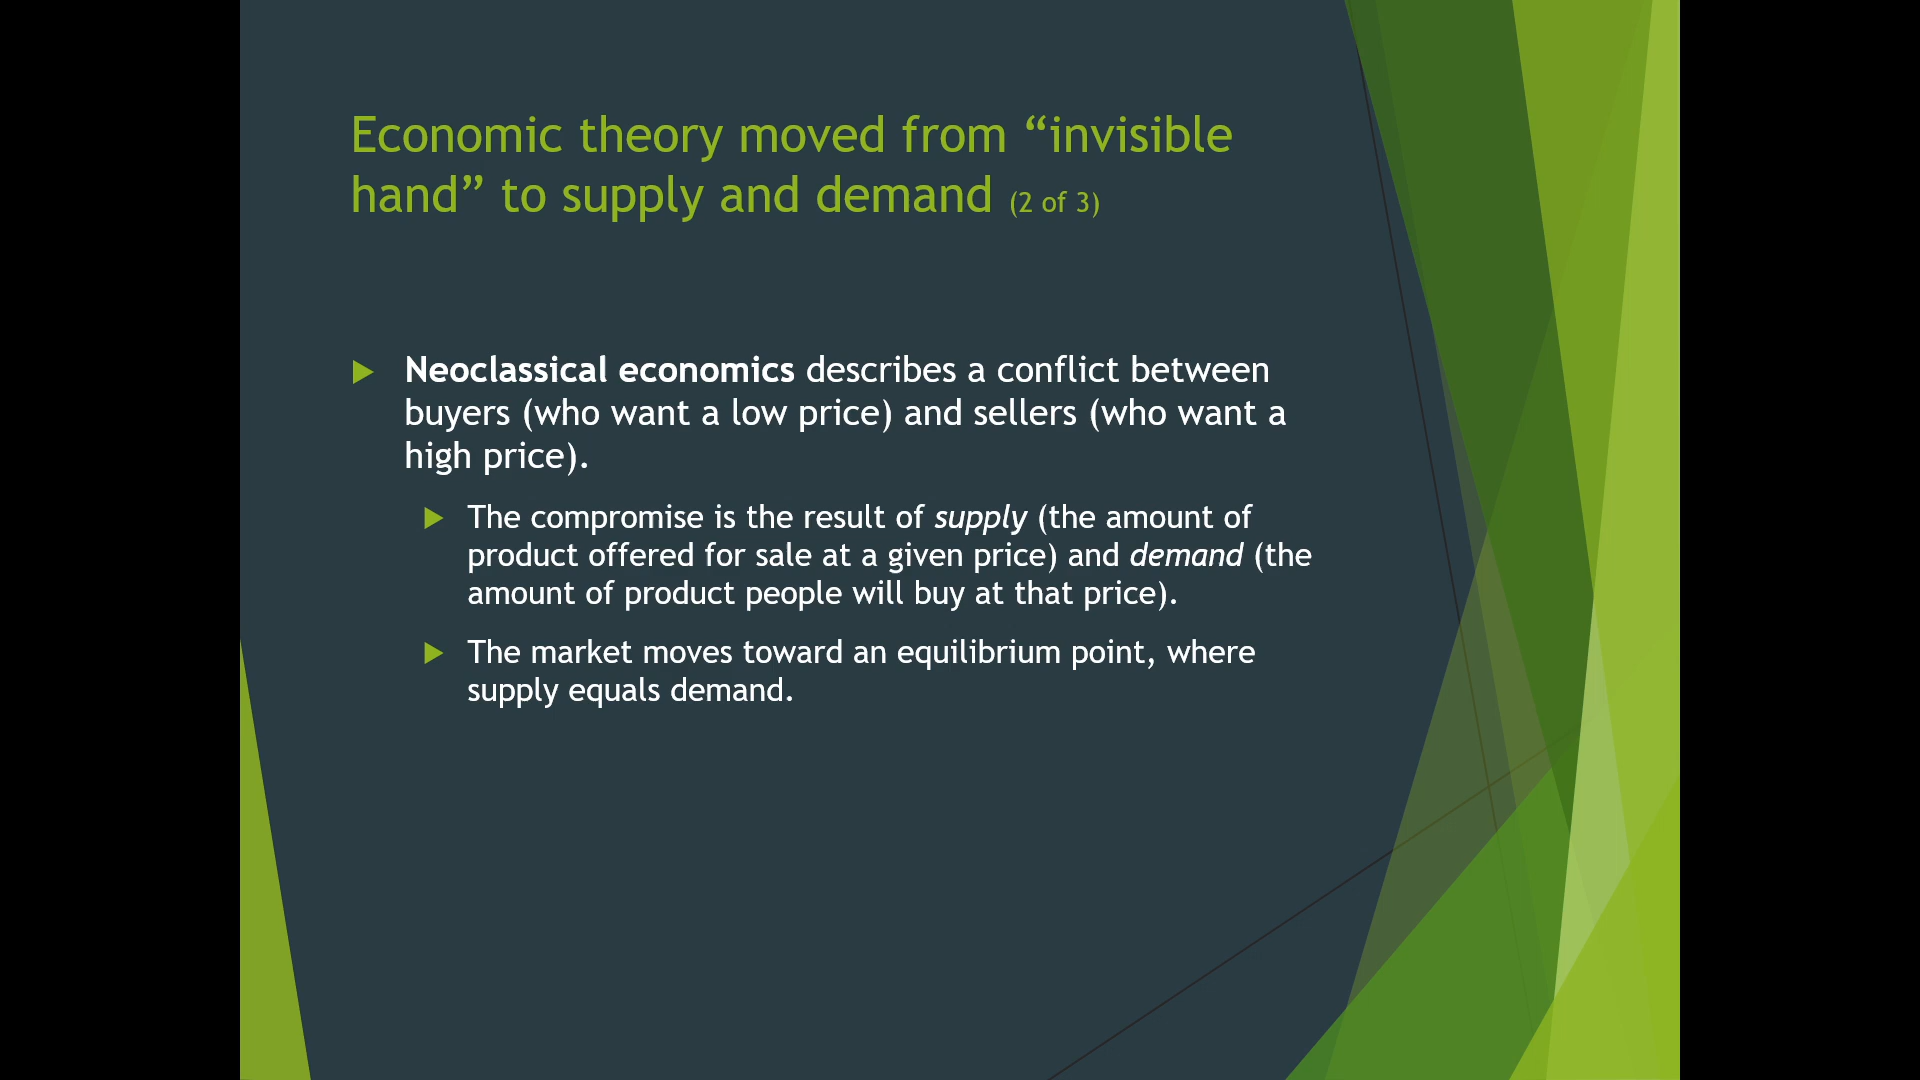 Economic theory moved from “invisible
hand” to supply and demand (2 of 3)
Neoclassical economics describes a conflict between
buyers (who want a low price) and sellers (who want a
high price).
The compromise is the result of supply (the amount of
product offered for sale at a given price) and demand (the
amount of product people will buy at that price).
The market moves toward an equilibrium point, where
supply equals demand.